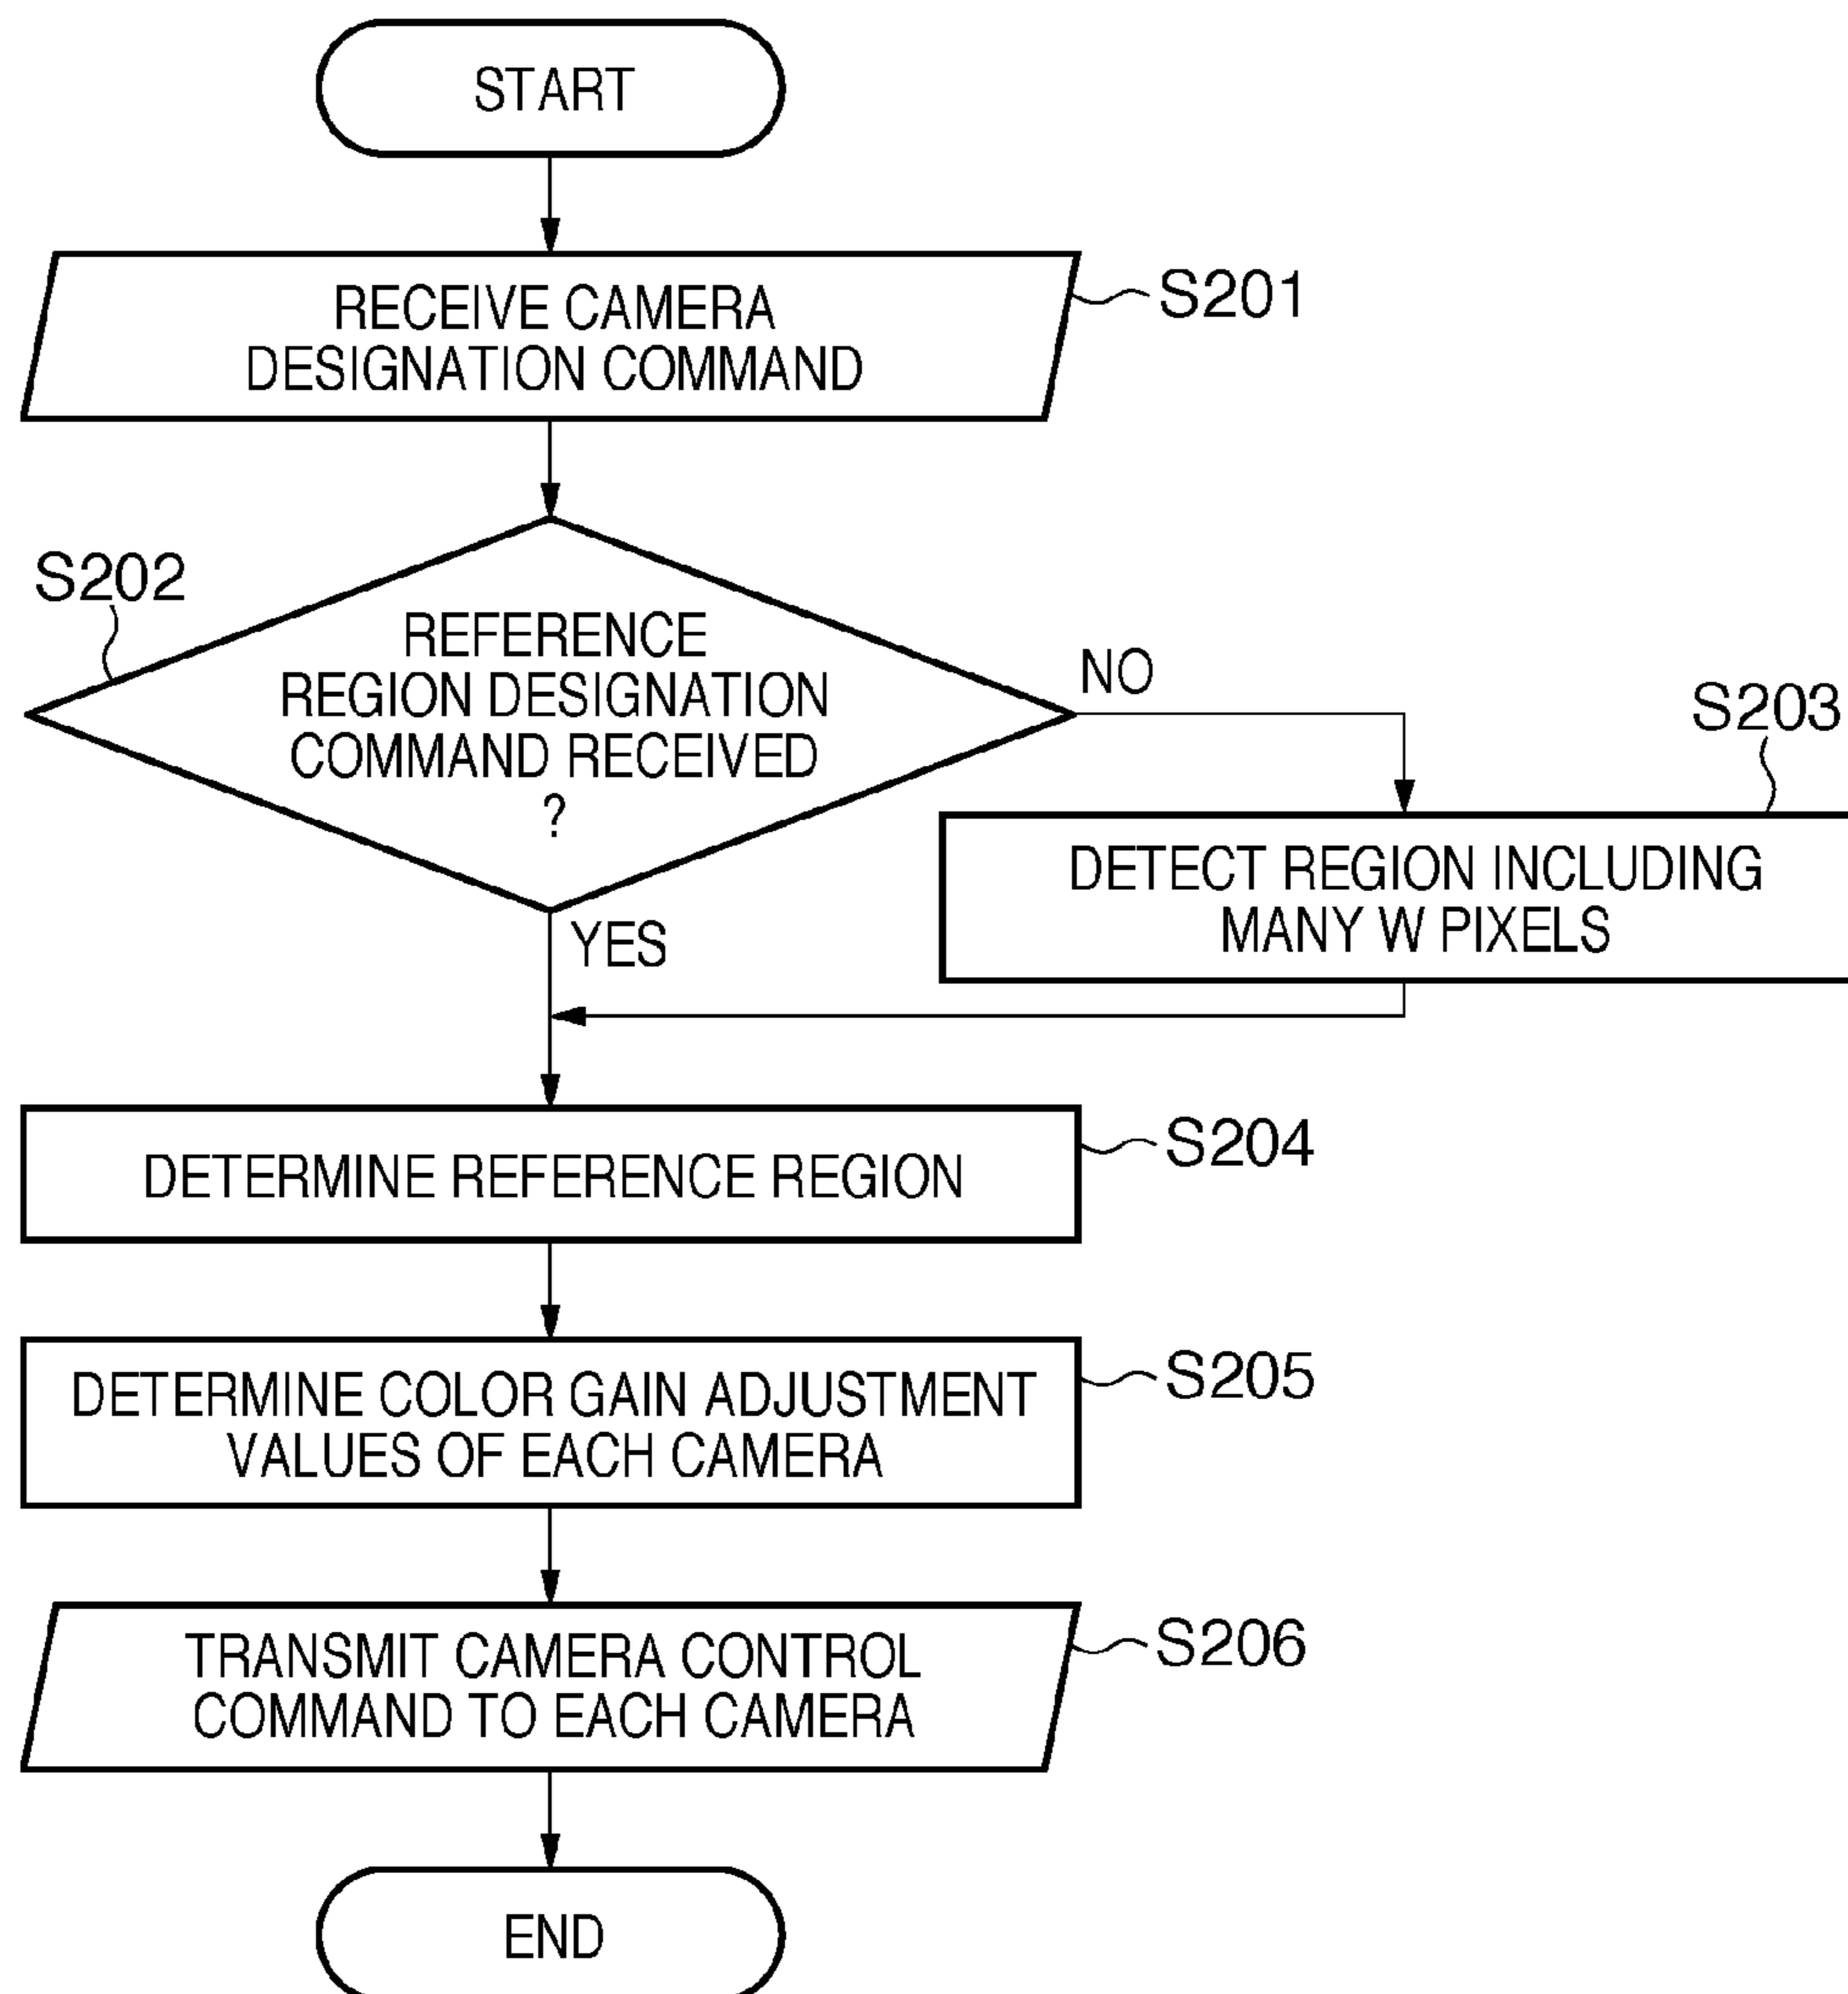 START
RECEIVE CAMERA
DESIGNATION COMMAND
S201
S202
REFERENCE
REGION DESIGNATION
COMMAND RECEIVED
?
NO
YES
S203
DETECT REGION INCLUDING
MANY W PIXELS
DETERMINE REFERENCE REGION
S204
DETERMINE COLOR GAIN ADJUSTMENT
VALUES OF EACH CAMERA
S205
TRANSMIT CAMERA CONTROL
COMMAND TO EACH CAMERA
S206
END